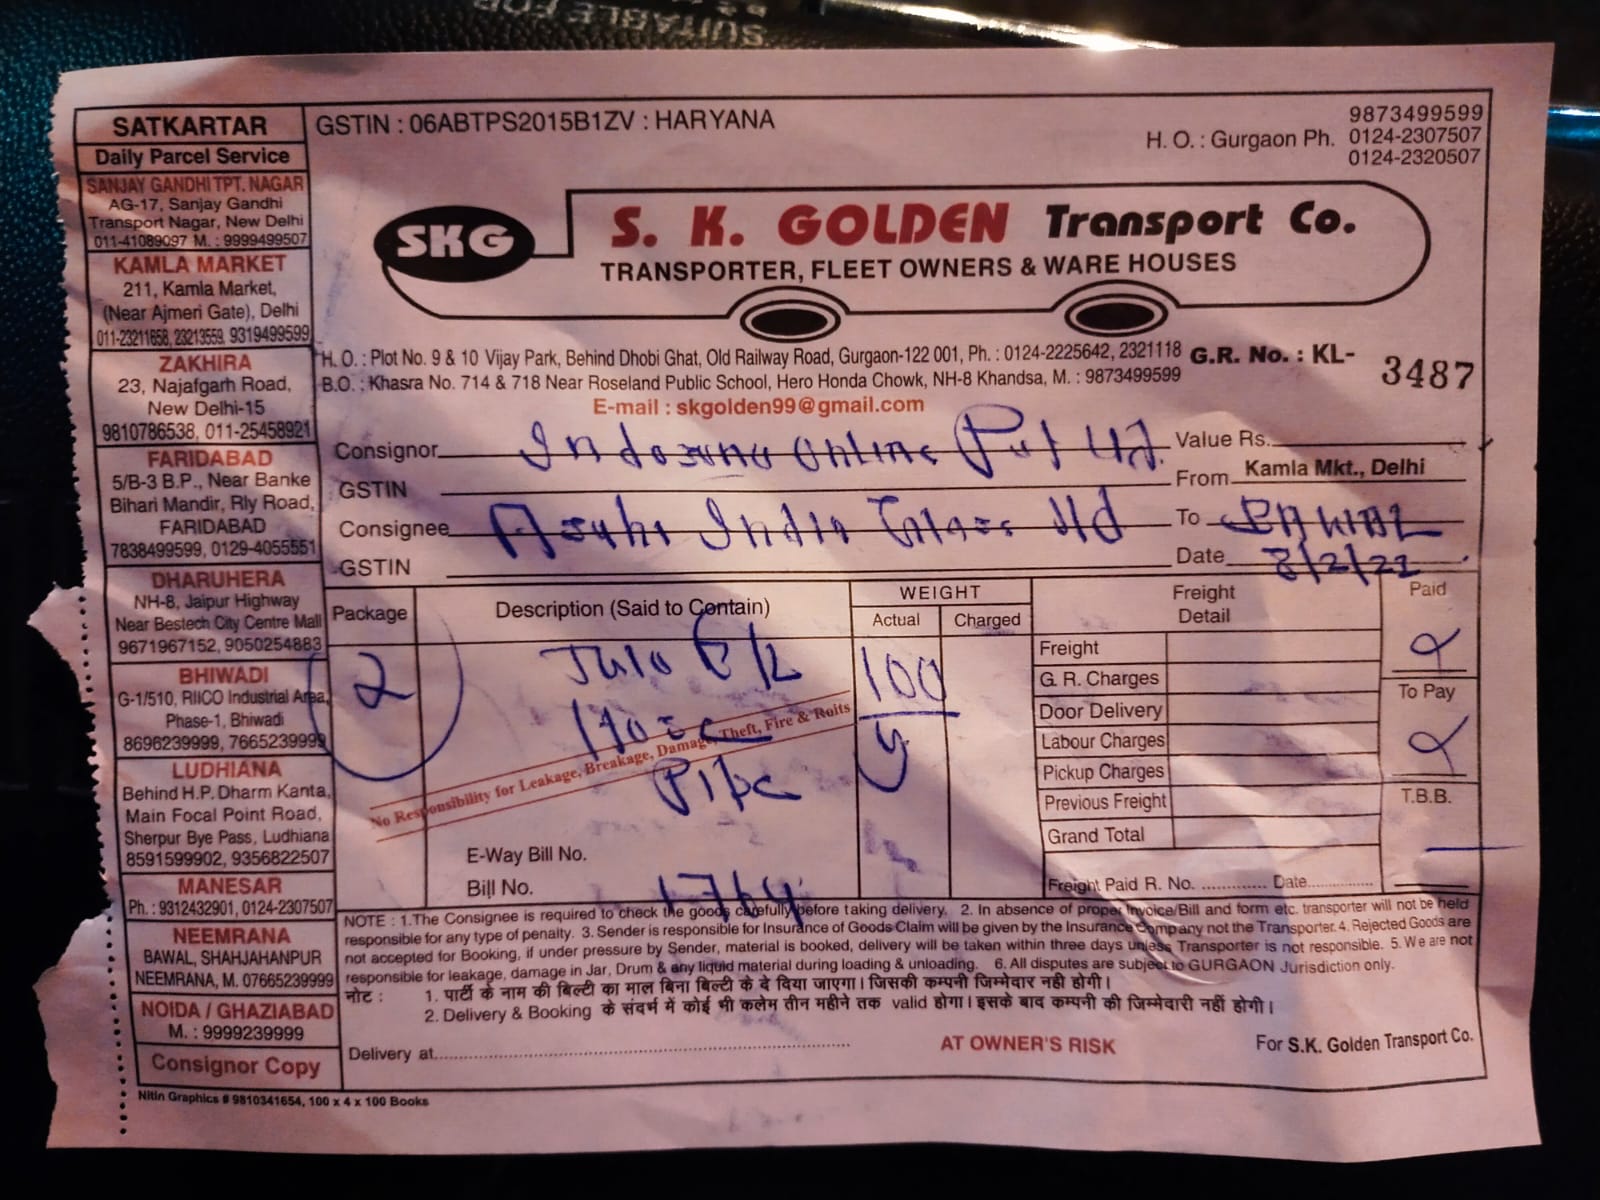 SATKARTAR
Daily Parcel Service
SANJAY GANDHI TPT. NAGAR
AG-17, Sanjay Gandhi
Transport Nagar, New Delhi
011-41089097 M. : 9999499507
KAMLA MARKET
211, Kamla Market,
(Near Ajmeri Gate), Delhi
011-23211658, 23213559, 9319499599
ZAKHIRA
23, Najafgarh Road,
New Delhi-15
9810786538, 011-25458921
FARIDABAD
5/B-3 B.P., Near Banke
Bihari Mandir, Rly Road,
FARIDABAD
7838499599, 0129-4055551
DHARUHERA
NH-8, Jaipur Highway
Near Bestech City Centre Mall
9671967152, 9050254883
BHIWADI
G-1/510, RIICO Industrial Area,
Phase-1, Bhiwadi
8696239999, 7665239999
LUDHIANA
Behind H.P. Dharm Kanta,
Main Focal Point Road,
Sherpur Bye Pass, Ludhiana
8591599902, 9356822507
MANESAR
Ph. : 9312432901, 0124-2307507
NEEMRANA
BAWAL, SHAHJAHANPUR
NEEMRANA, M. 07665239999
NOIDA / GHAZIABAD
M. : 9999239999
Consignor Copy
Nitin Graphics # 9810341654, 100 x 4 x 100 Books
GSTIN : 06ABTPS2015B1ZV : HARYANA
9873499599
H. O. : Gurgaon Ph. 0124-2307507
0124-2320507
SKG
S. K. GOLDEN Transport Co.
TRANSPORTER, FLEET OWNERS & WARE HOUSES
H. O. : Plot No. 9 & 10 Vijay Park, Behind Dhobi Ghat, Old Railway Road, Gurgaon-122 001, Ph. : 0124-2225642, 2321118
B.O. : Khasra No. 714 & 718 Near Roseland Public School, Hero Honda Chowk, NH-8 Khandsa, M. : 9873499599
E-mail : skgolden99@gmail.com
G.R. No. : KL- 3487
Consignor Online Pvt Ltd.
Value Rs.
GSTIN
From Kamla Mkt., Delhi
Consignee Asahi India Glass Ltd
To BAWAL
GSTIN
Date 8/2/22
Package
Description (Said to Contain)
WEIGHT
Actual
Charged
Freight
Detail
Paid
2
100
Hose
Pipe
No Responsibility for Leakage, Breakage, Damage, Theft, Fire & Roits
Freight
G. R. Charges
Door Delivery
Labour Charges
Pickup Charges
Previous Freight
Grand Total
To Pay
T.B.B.
E-Way Bill No.
Bill No. 1764
Freight Paid R. No. ............. Date..............
NOTE : 1.The Consignee is required to check the goods carefully before taking delivery. 2. In absence of proper Invoice/Bill and form etc. transporter will not be held
responsible for any type of penalty. 3. Sender is responsible for Insurance of Goods Claim will be given by the Insurance Company not the Transporter. 4. Rejected Goods are
not accepted for Booking, if under pressure by Sender, material is booked, delivery will be taken within three days unless Transporter is not responsible. 5. We are not
responsible for leakage, damage in Jar, Drum & any liquid material during loading & unloading. 6. All disputes are subject to GURGAON Jurisdiction only.
नोट : 1. पार्टी के नाम की बिल्टी का माल बिना बिल्टी के दे दिया जाएगा। जिसकी कम्पनी जिम्मेदार नही होगी।
2. Delivery & Booking के संदर्भ में कोई भी कलेम तीन महीने तक valid होगा। इसके बाद कम्पनी की जिम्मेदारी नहीं होगी।
Delivery at
AT OWNER'S RISK
For S.K. Golden Transport Co.